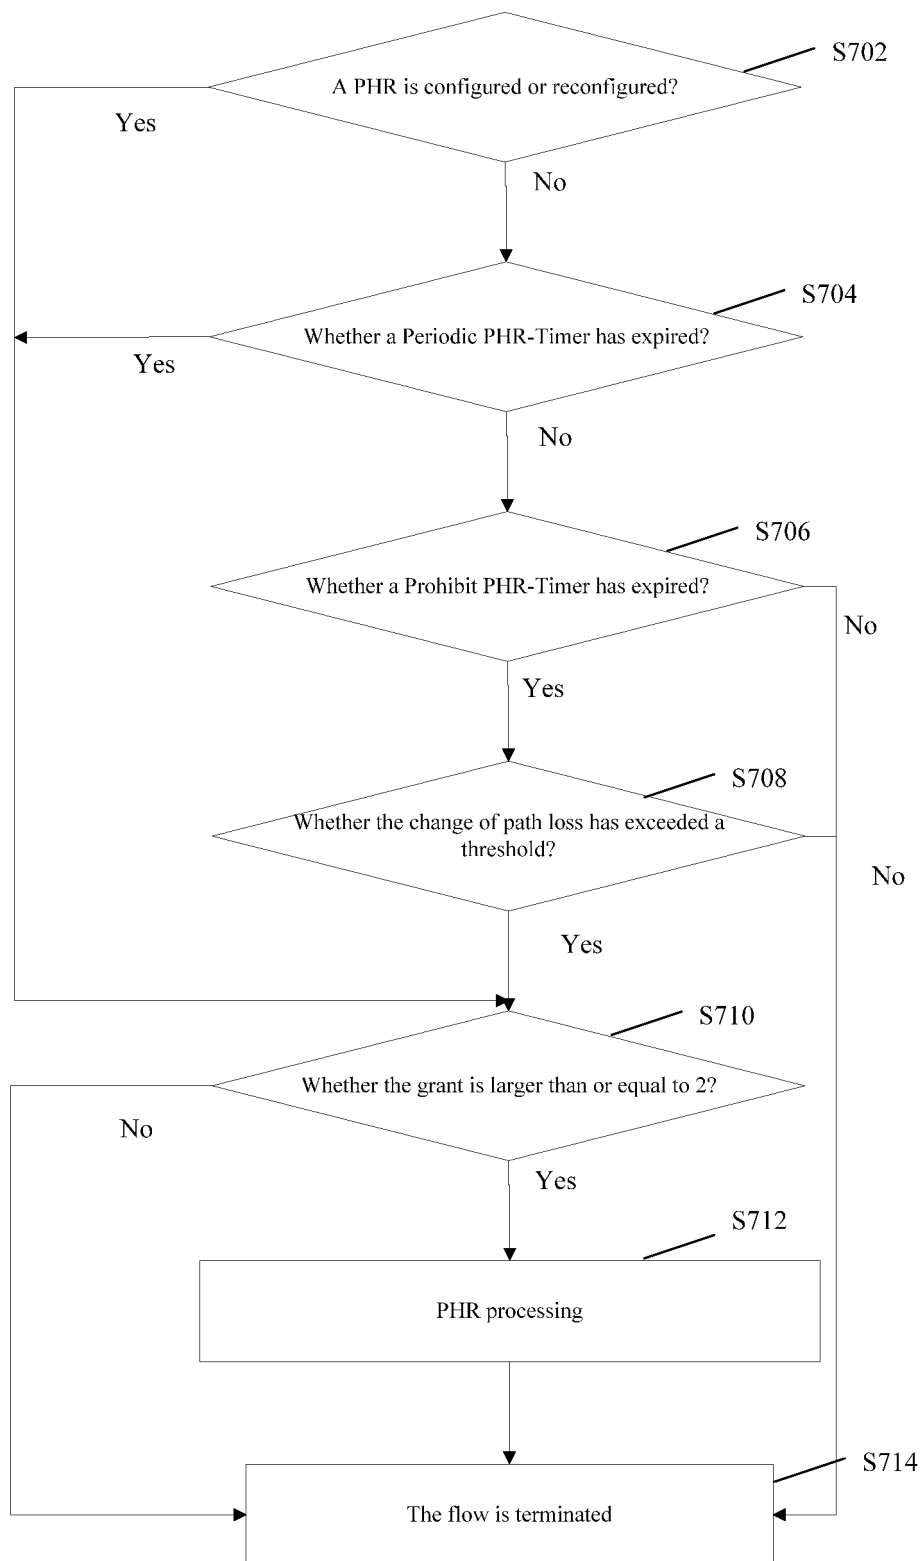 S702
A PHR is configured or reconfigured?
Yes
No
S704
Whether a Periodic PHR-Timer has expired?
Yes
No
S706
Whether a Prohibit PHR-Timer has expired?
No
Yes
S708
Whether the change of path loss has exceeded a
threshold?
No
Yes
S710
Whether the grant is larger than or equal to 2?
No
Yes
S712
PHR processing
S714
The flow is terminated